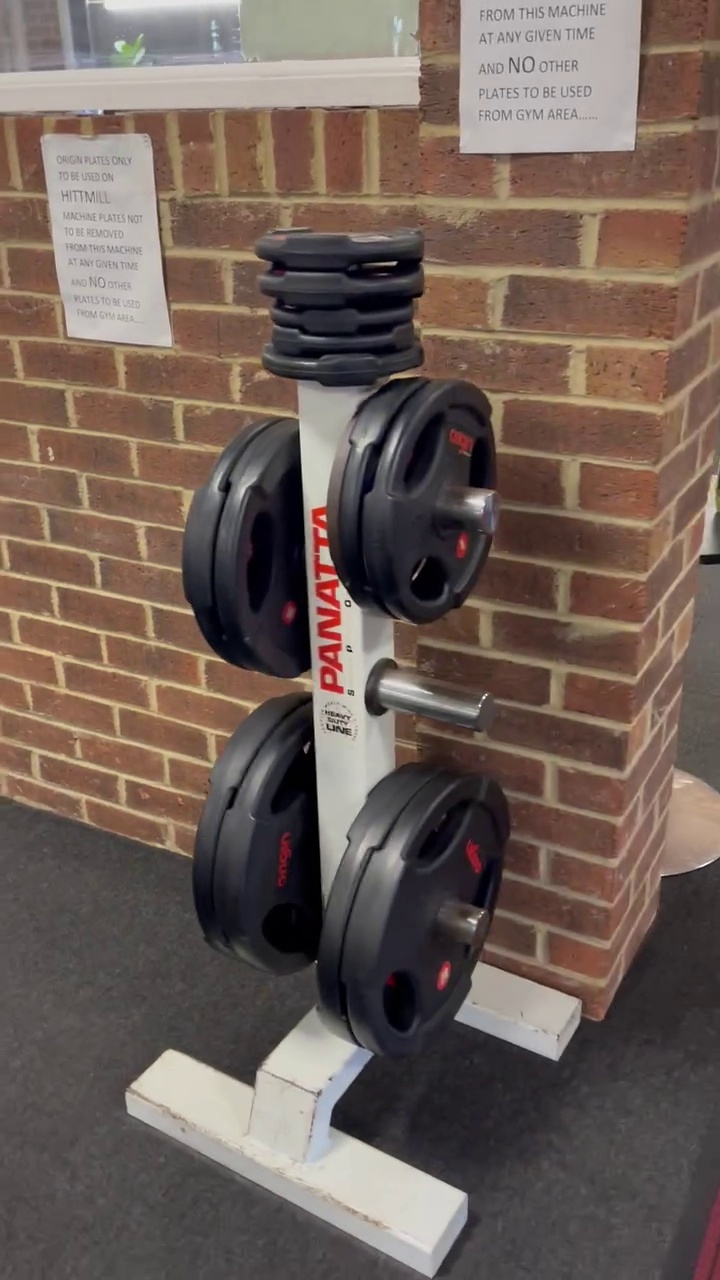 FROM THIS MACHINE
AT ANY GIVEN TIME
AND NO OTHER
PLATES TO BE USED
FROM GYM AREA......
ORIGIN PLATES ONLY
TO BE USED ON
HITTMILL
MACHINE PLATES NOT
TO BE REMOVED
FROM THIS MACHINE
AT ANY GIVEN TIME
AND NO OTHER
PLATES TO BE USED
FROM GYM AREA.....
origin
PANATTA
HEAVY
DUTY
LINE
origin